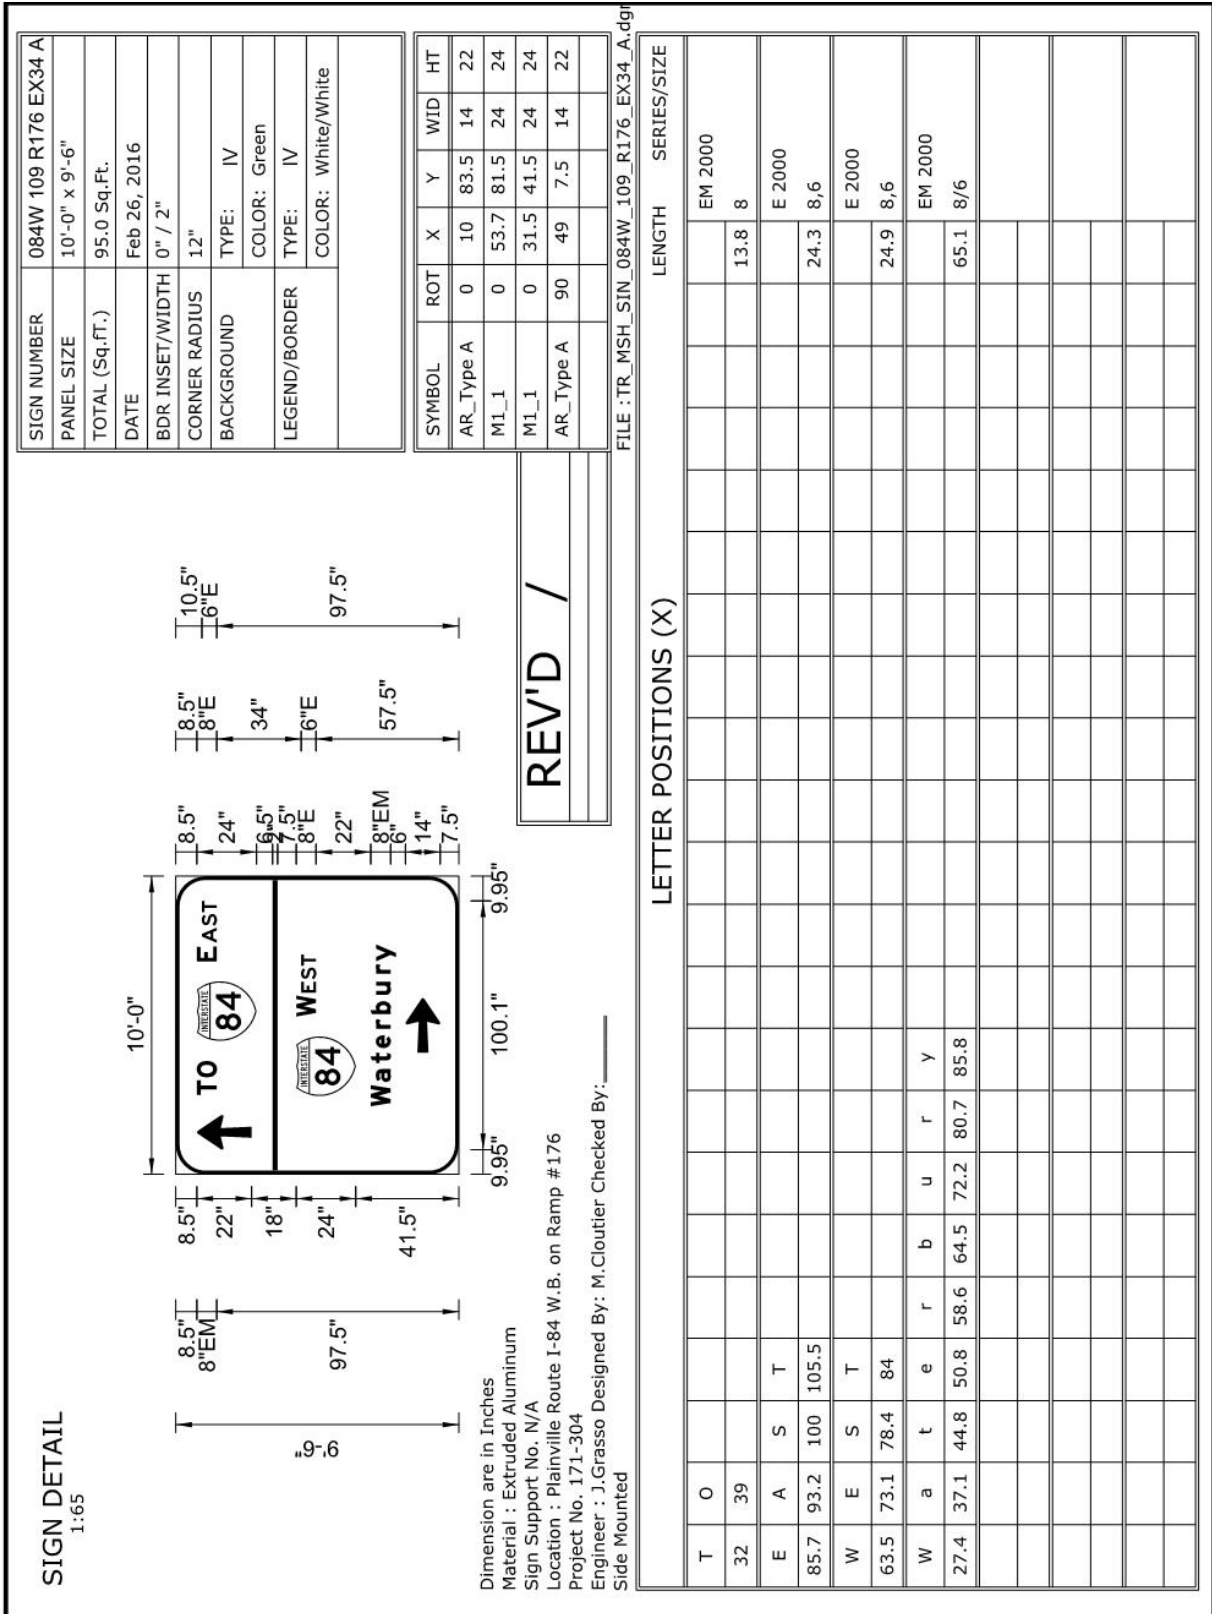 SIGN DETAIL
1:65
10'-0"
9'-6"
8.5"
8"EM
97.5"
8.5"
22"
18"
24"
41.5"
TO
INTERSTATE
84
EAST
INTERSTATE
84
WEST
Waterbury
9.95"
100.1"
9.95"
8.5"
24"
6.5"
7.5"
8"E
22"
8"EM
6"
14"
7.5"
8.5"
8"E
34"
6"E
57.5"
10.5"
6"E
97.5"
Dimension are in Inches
Material : Extruded Aluminum
Sign Support No. N/A
Location : Plainville Route I-84 W.B. on Ramp #176
Project No. 171-304
Engineer : J.Grasso Designed By: M.Cloutier Checked By:
Side Mounted
REV'D /
SIGN NUMBER 084W 109 R176 EX34 A
PANEL SIZE 10'-0" x 9'-6"
TOTAL (Sq.fT.) 95.0 Sq.Ft.
DATE Feb 26, 2016
BDR INSET/WIDTH 0" / 2"
CORNER RADIUS 12"
BACKGROUND TYPE: IV
COLOR: Green
LEGEND/BORDER TYPE: IV
COLOR: White/White
SYMBOL ROT X Y WID HT
AR_Type A 0 10 83.5 14 22
M1_1 0 53.7 81.5 24 24
M1_1 0 31.5 41.5 24 24
AR_Type A 90 49 7.5 14 22
FILE :TR_MSH_SIN_084W_109_R176_EX34_A.dgn
LETTER POSITIONS (X) LENGTH SERIES/SIZE
T O EM 2000
32 39 13.8 8
E A S T E 2000
85.7 93.2 100 105.5 24.3 8,6
W E S T E 2000
63.5 73.1 78.4 84 24.9 8,6
W a t e r b u r y EM 2000
27.4 37.1 44.8 50.8 58.6 64.5 72.2 80.7 85.8 65.1 8/6